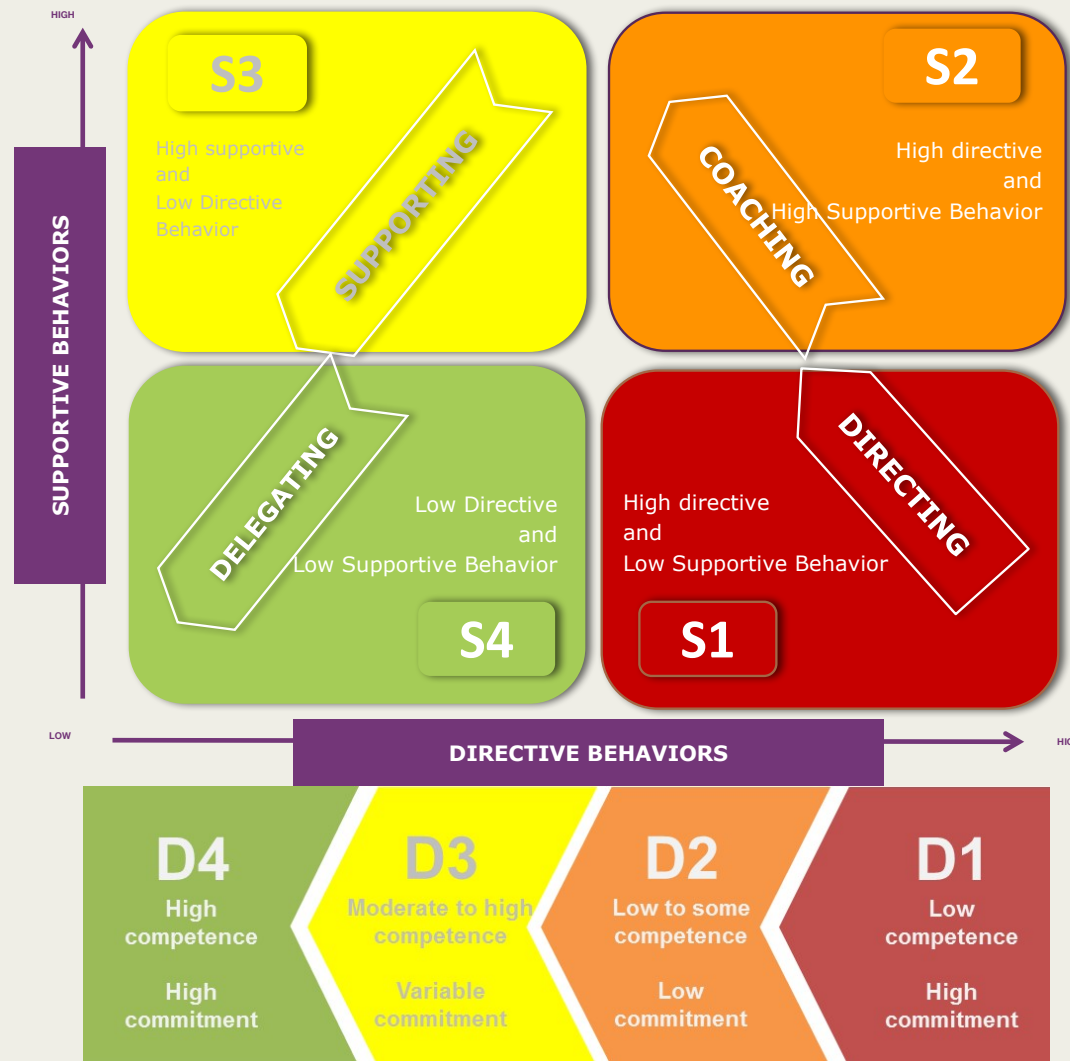 HIGH
SUPPORTIVE BEHAVIORS
S3
High supportive
and
Low Directive
Behavior
SUPPORTING
S2
High directive
and
High Supportive Behavior
COACHING
DELEGATING
Low Directive
and
Low Supportive Behavior
S4
DIRECTING
High directive
and
Low Supportive Behavior
S1
LOW
DIRECTIVE BEHAVIORS
D4
High
competence
High
commitment
D3
Moderate to high
competence
Variable
commitment
D2
Low to some
competence
Low
commitment
D1
Low
competence
High
commitment